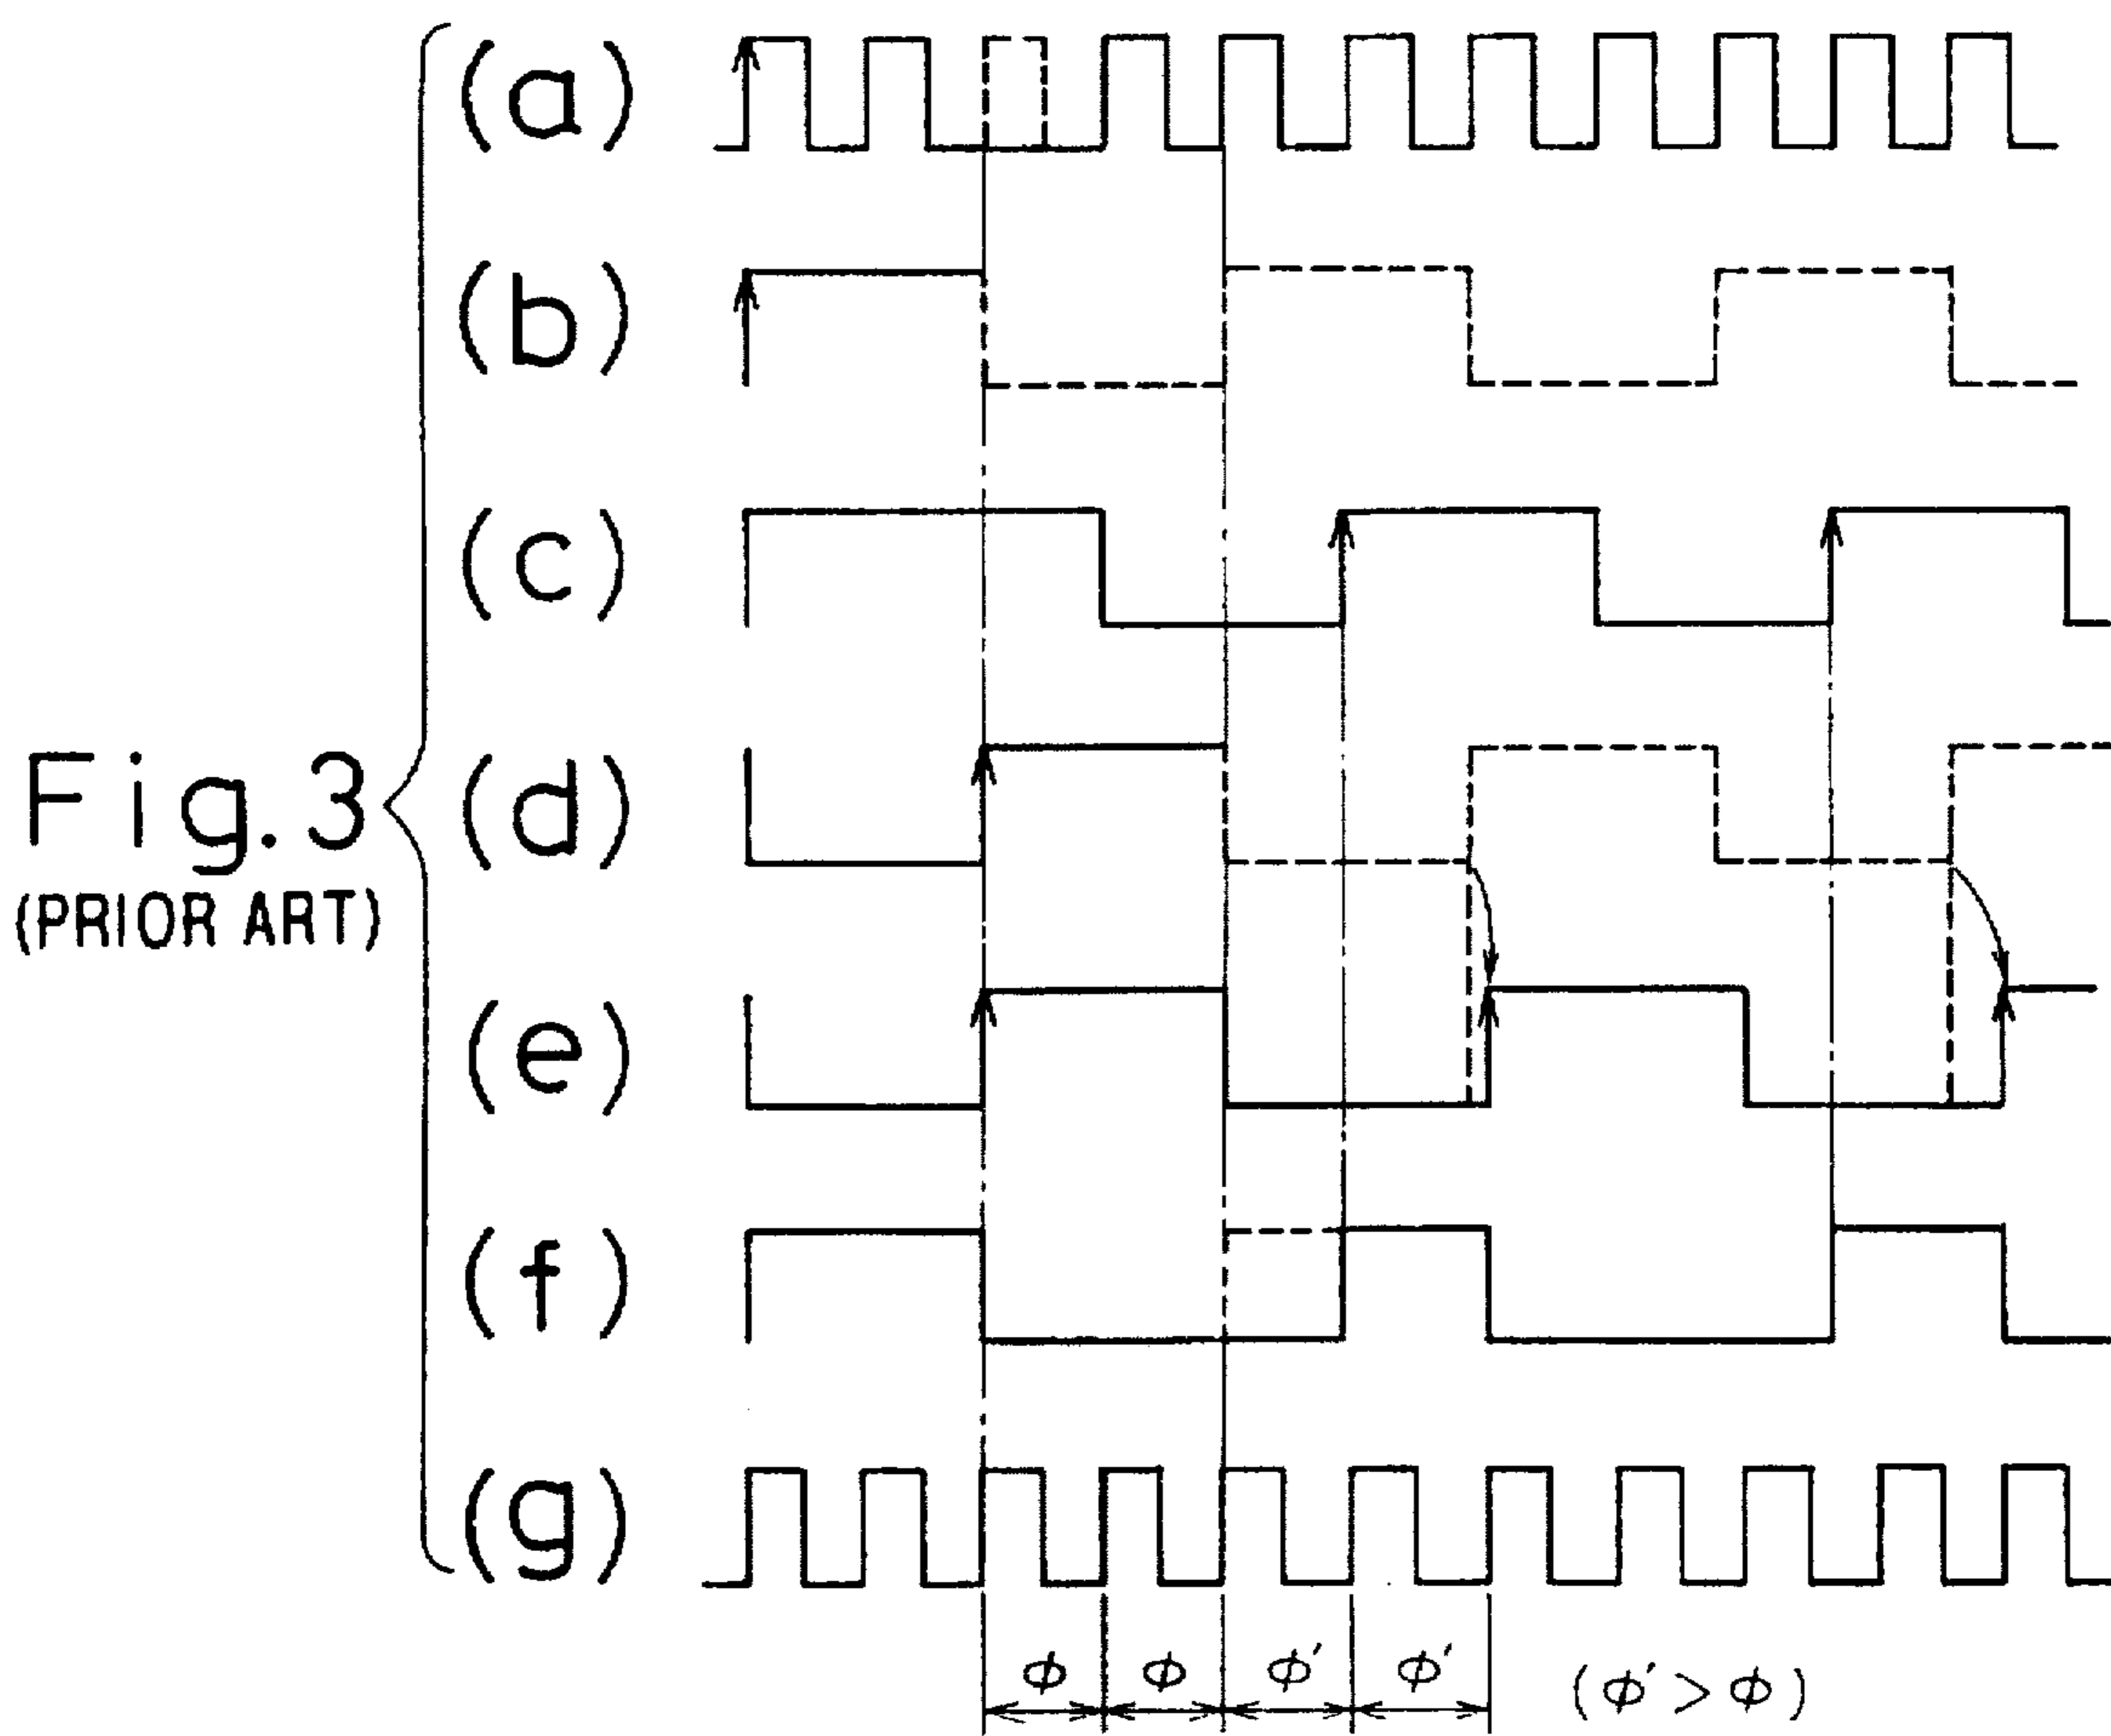 (a)
(b)
(c)
Fig. 3
(PRIOR ART)
(d)
(e)
(f)
(g)
ϕ ϕ ϕ′ ϕ′ (ϕ′ > ϕ)